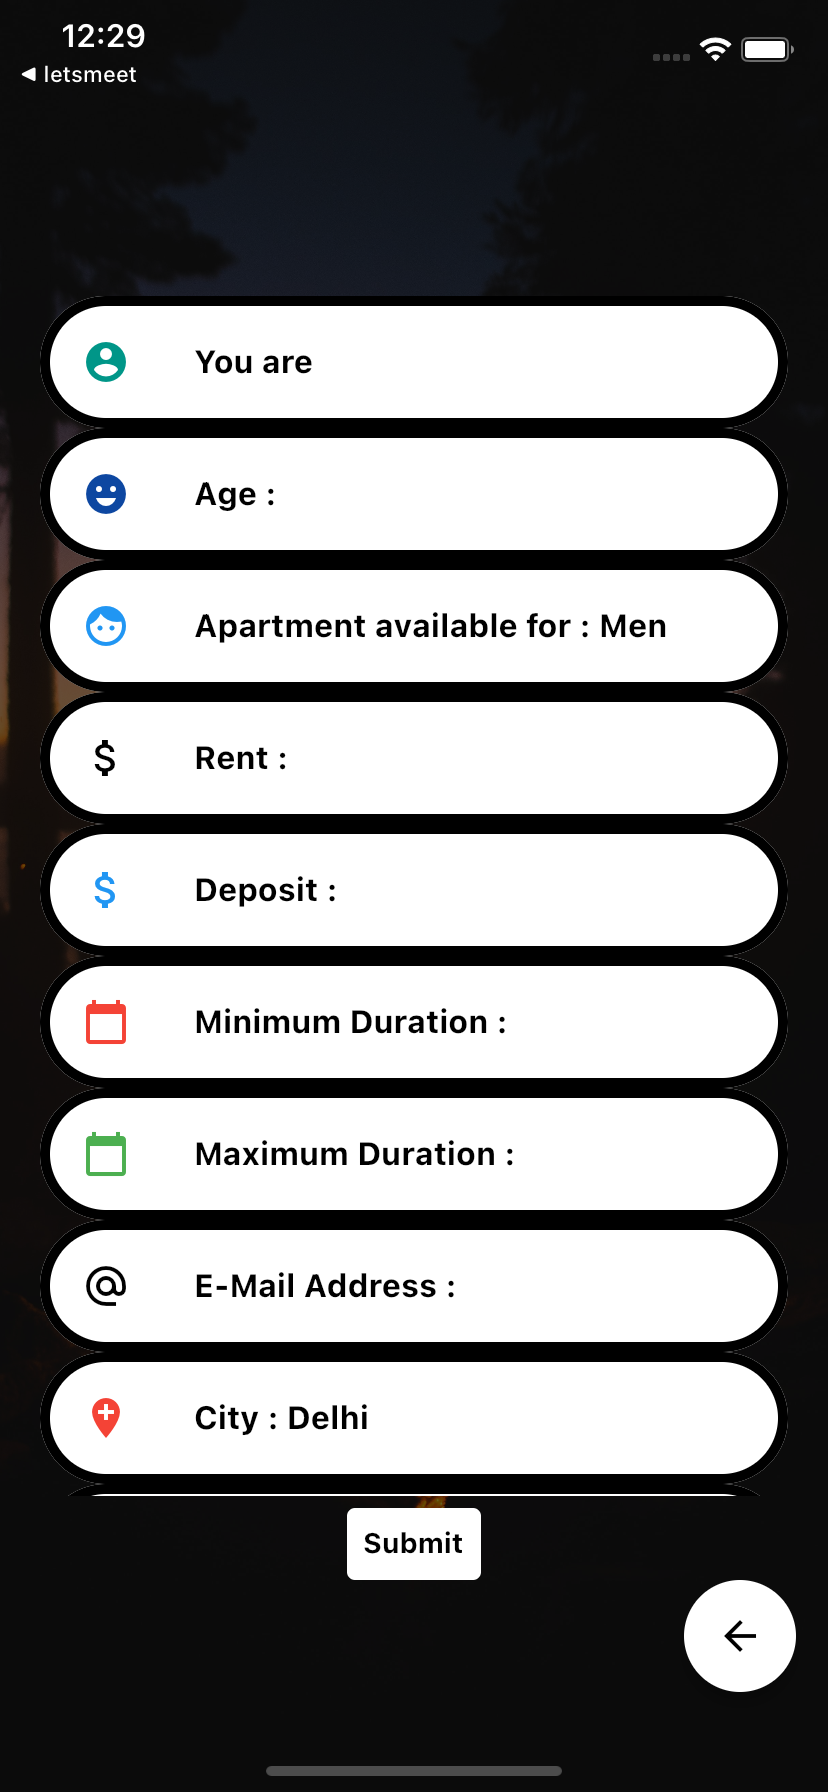 12:29
letsmeet
You are
Age :
Apartment available for : Men
$ Rent :
$ Deposit :
Minimum Duration :
Maximum Duration :
@ E-Mail Address :
City : Delhi
Submit